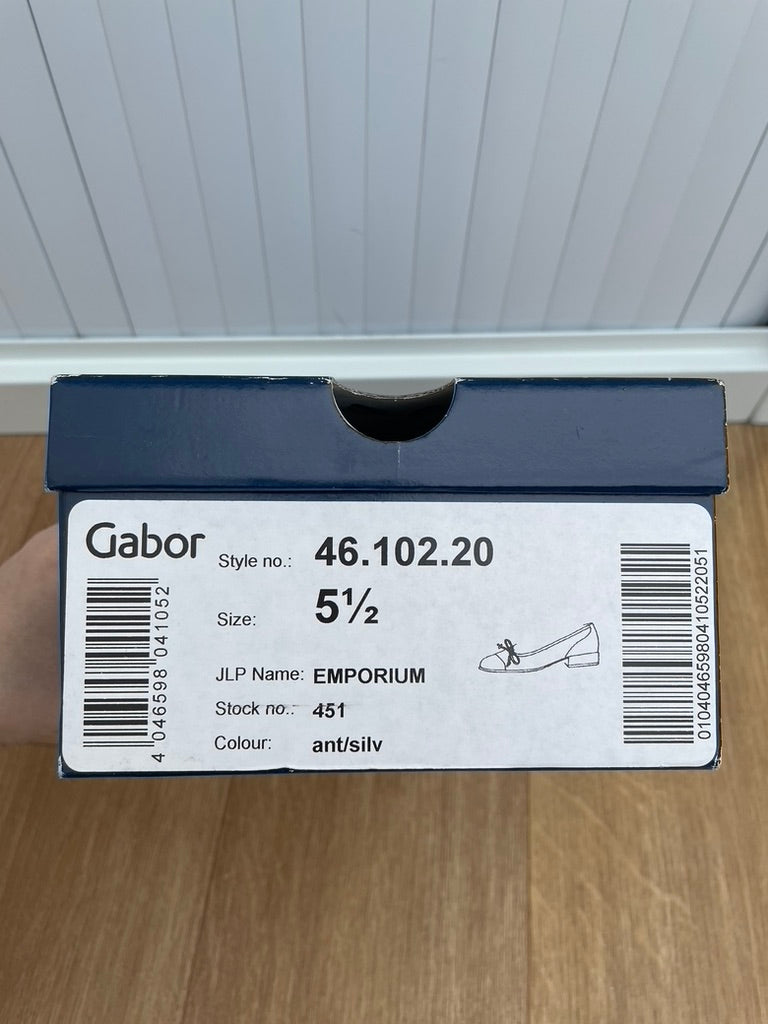 Gabor
Style no.: 46.102.20
Size: 5½
JLP Name: EMPORIUM
Stock no.: 451
Colour: ant/silv
4 046598 041052
01040465980410522051